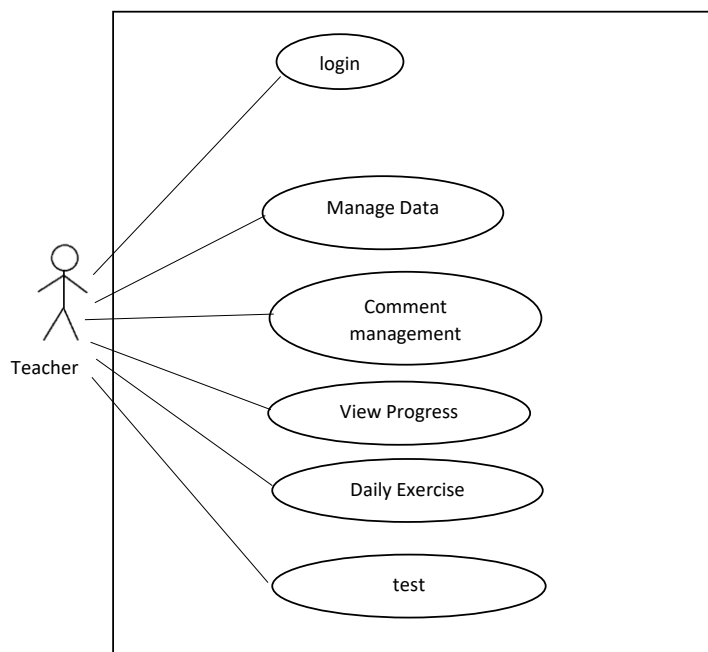 login
Manage Data
Comment
management
Teacher
View Progress
Daily Exercise
test